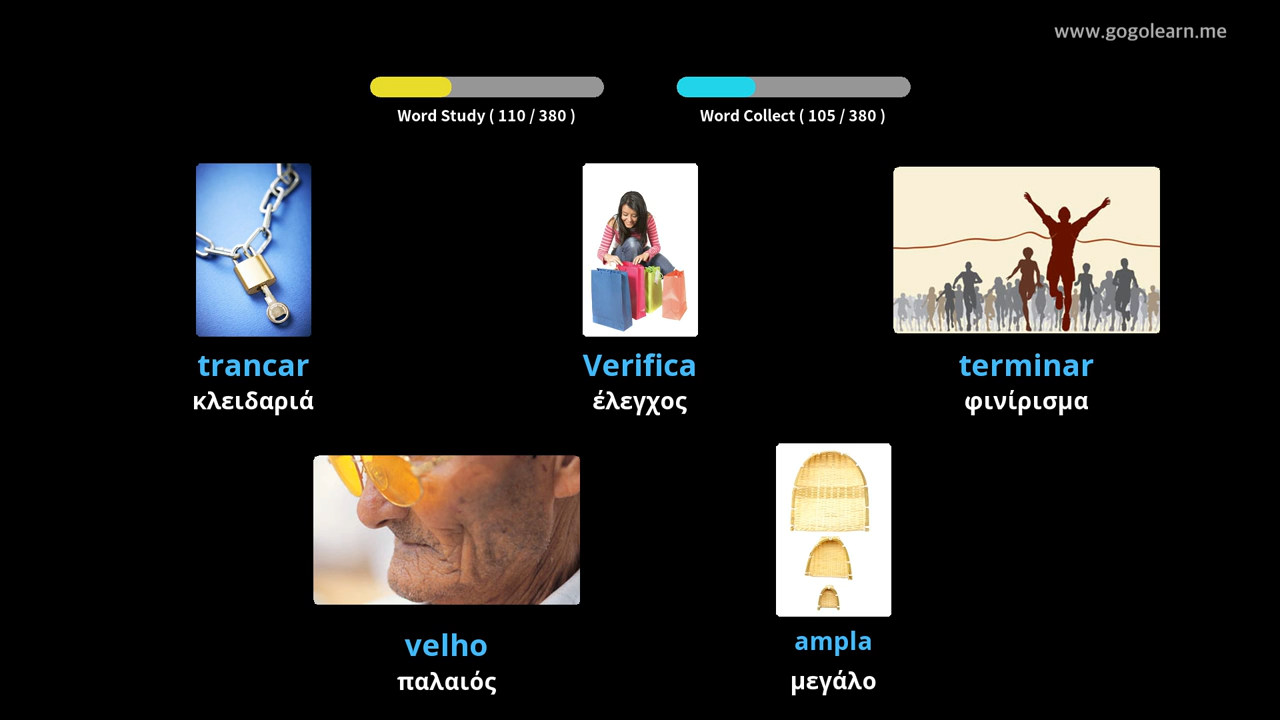 www.gogolearn.me
Word Study ( 110 / 380 )
Word Collect ( 105 / 380 )
trancar
κλειδαριά
Verifica
έλεγχος
terminar
φινίρισμα
velho
παλαιός
ampla
μεγάλο